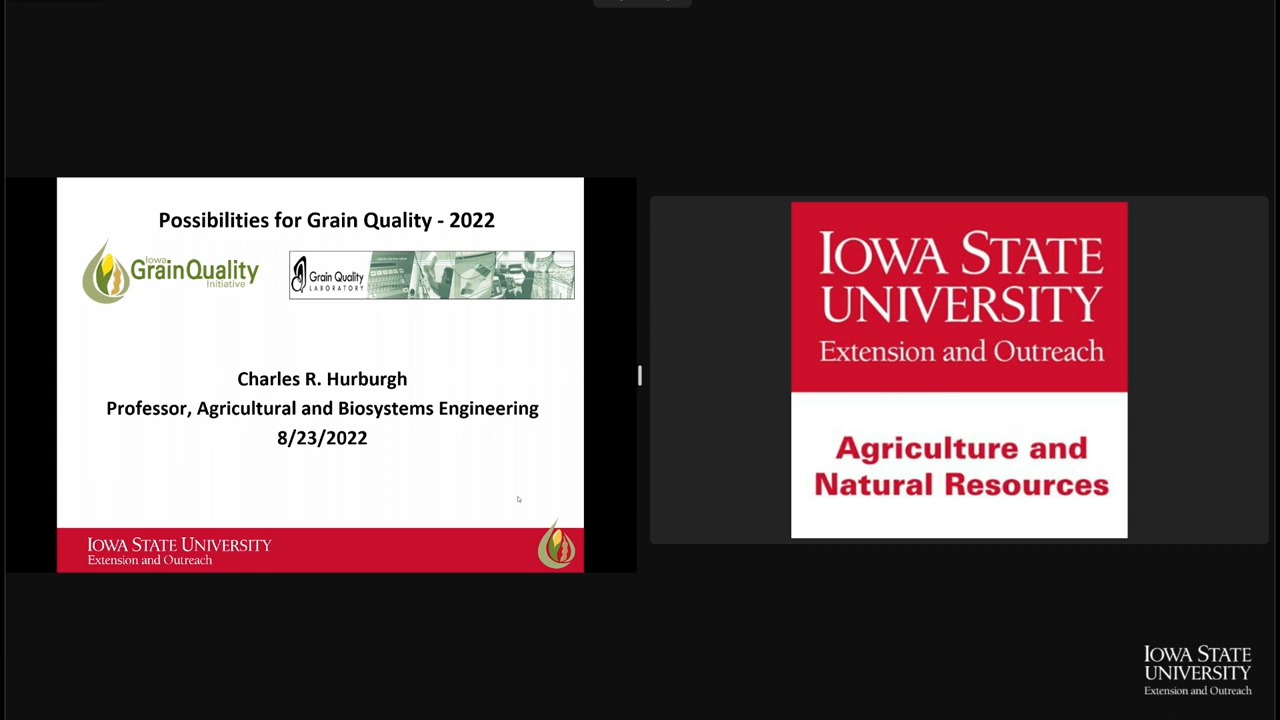 Possibilities for Grain Quality - 2022
Iowa
GrainQuality
Initiative
Grain Quality
LABORATORY
Charles R. Hurburgh
Professor, Agricultural and Biosystems Engineering
8/23/2022
IOWA STATE UNIVERSITY
Extension and Outreach
IOWA STATE
UNIVERSITY
Extension and Outreach
Agriculture and
Natural Resources
IOWA STATE
UNIVERSITY
Extension and Outreach